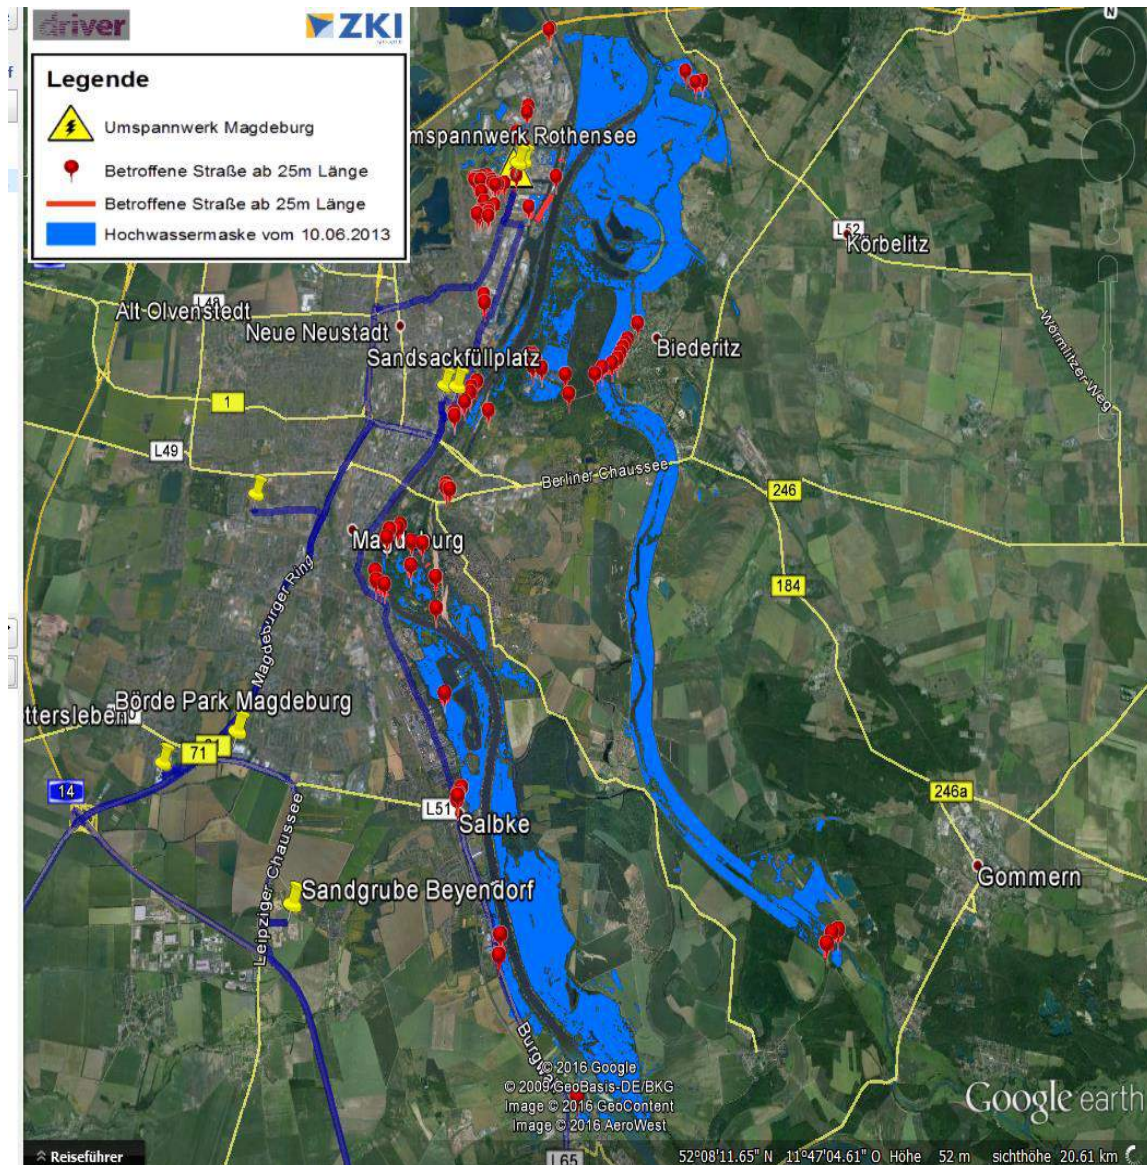 driver
ZKI
Legende
Umspannwerk Magdeburg
Betroffene Straße ab 25m Länge
Betroffene Straße ab 25m Länge
Hochwassermaske vom 10.06.2013
N
mspannwerk Rothensee
L52
Körbelitz
Alt Olvenstedt
L48
Neue Neustadt
Biederitz
Wörmlitzer-Weg
Sandsackfüllplatz
1
L49
Berliner Chaussee
246
Magdeburg
184
Magdeburger Ring
Börde Park Magdeburg
ttersleben
71
14
246a
L51
Salbke
Gommern
Leipziger Chaussee
Sandgrube Beyendorf
© 2016 Google
© 2009 GeoBasis-DE/BKG
Image © 2016 GeoContent
Image © 2016 AeroWest
Google earth
Reiseführer
L65
52°08'11.65" N 11°47'04.61" O Höhe 52 m sichthöhe 20.61 km